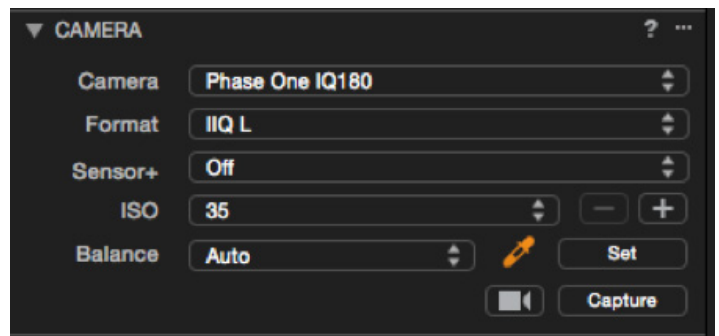 CAMERA ? ...
Camera Phase One IQ180
Format IIQ L
Sensor+ Off
ISO 35 − +
Balance Auto Set
Capture